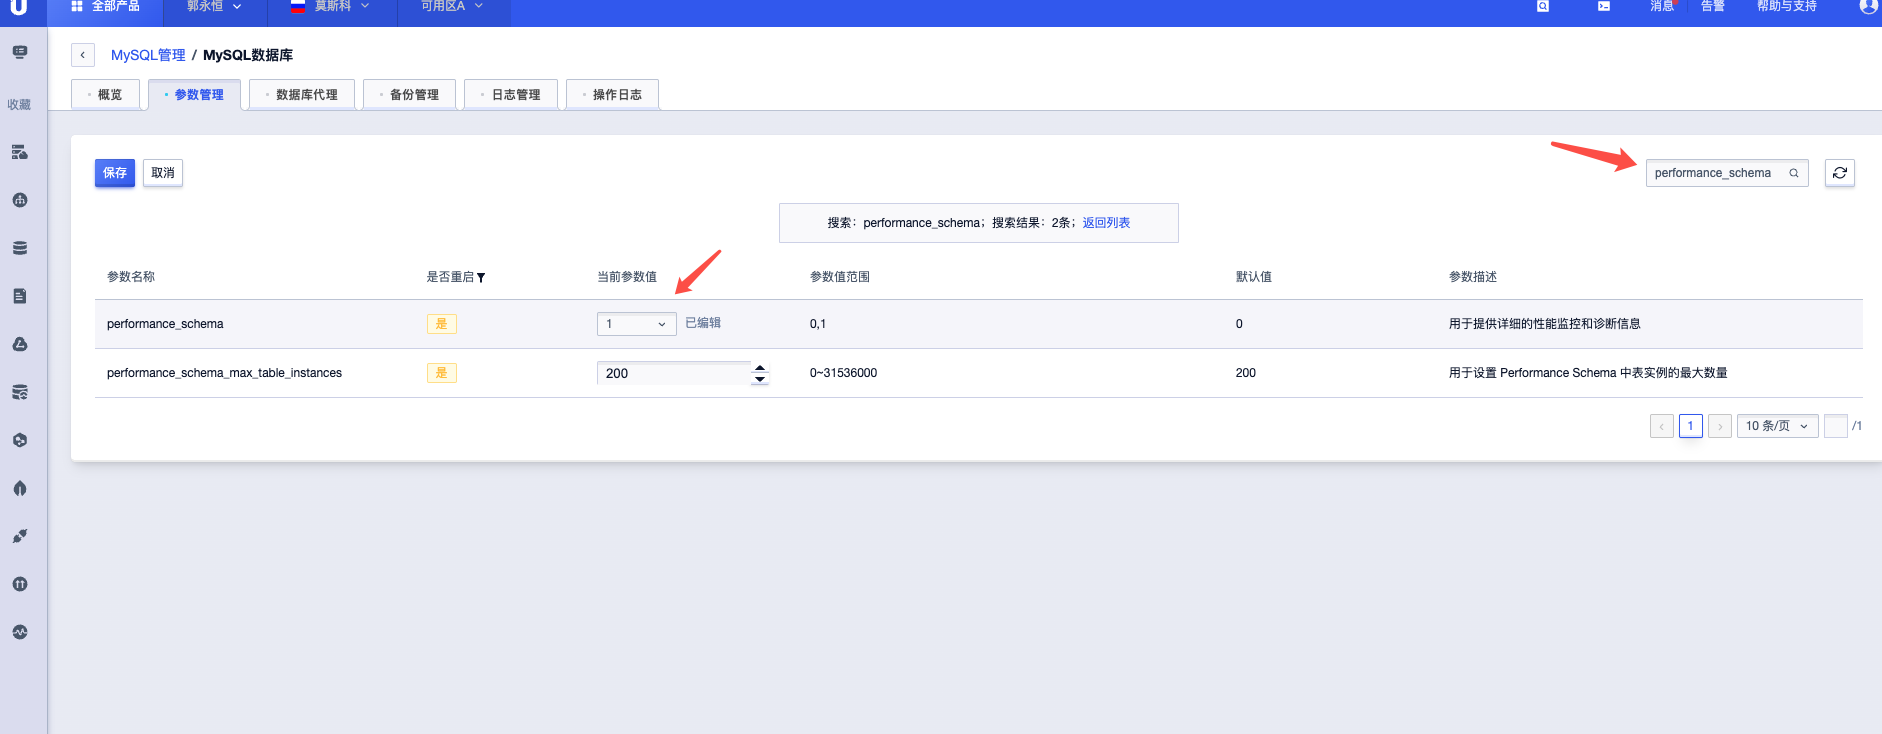 全部产品 郭永恒 莫斯科 可用区A 消息 告警 帮助与支持
MySQL管理 / MySQL数据库
收藏
概览 参数管理 数据库代理 备份管理 日志管理 操作日志
保存 取消 performance_schema
搜索：performance_schema；搜索结果：2条；返回列表
参数名称 是否重启 当前参数值 参数值范围 默认值 参数描述
performance_schema 是 1 已编辑 0,1 0 用于提供详细的性能监控和诊断信息
performance_schema_max_table_instances 是 200 0~31536000 200 用于设置 Performance Schema 中表实例的最大数量
1 10 条/页 /1